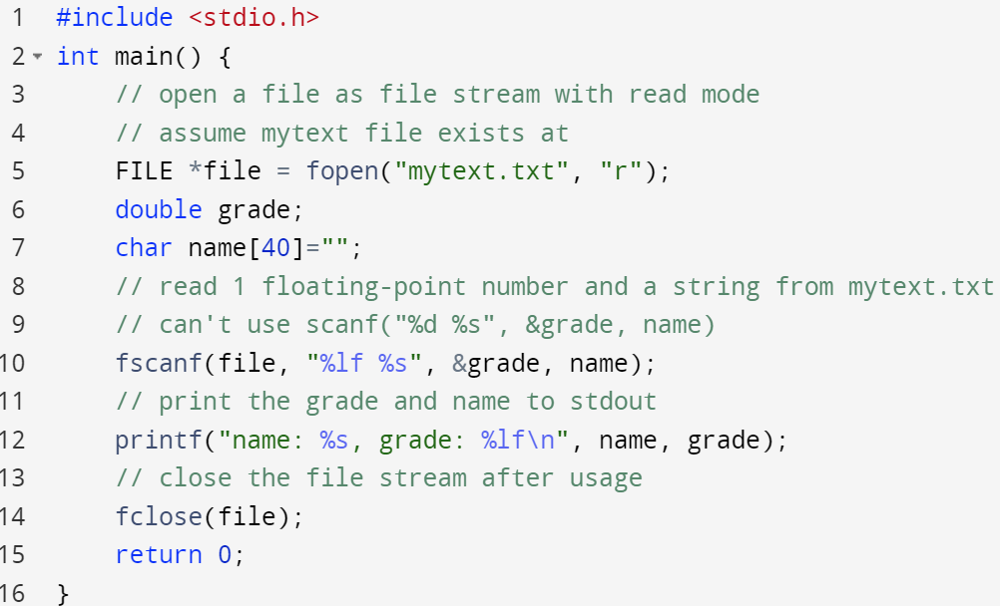 1 #include <stdio.h>
2 int main() {
3 // open a file as file stream with read mode
4 // assume mytext file exists at
5 FILE *file = fopen("mytext.txt", "r");
6 double grade;
7 char name[40]="";
8 // read 1 floating-point number and a string from mytext.txt
9 // can't use scanf("%d %s", &grade, name)
10 fscanf(file, "%lf %s", &grade, name);
11 // print the grade and name to stdout
12 printf("name: %s, grade: %lf\n", name, grade);
13 // close the file stream after usage
14 fclose(file);
15 return 0;
16 }